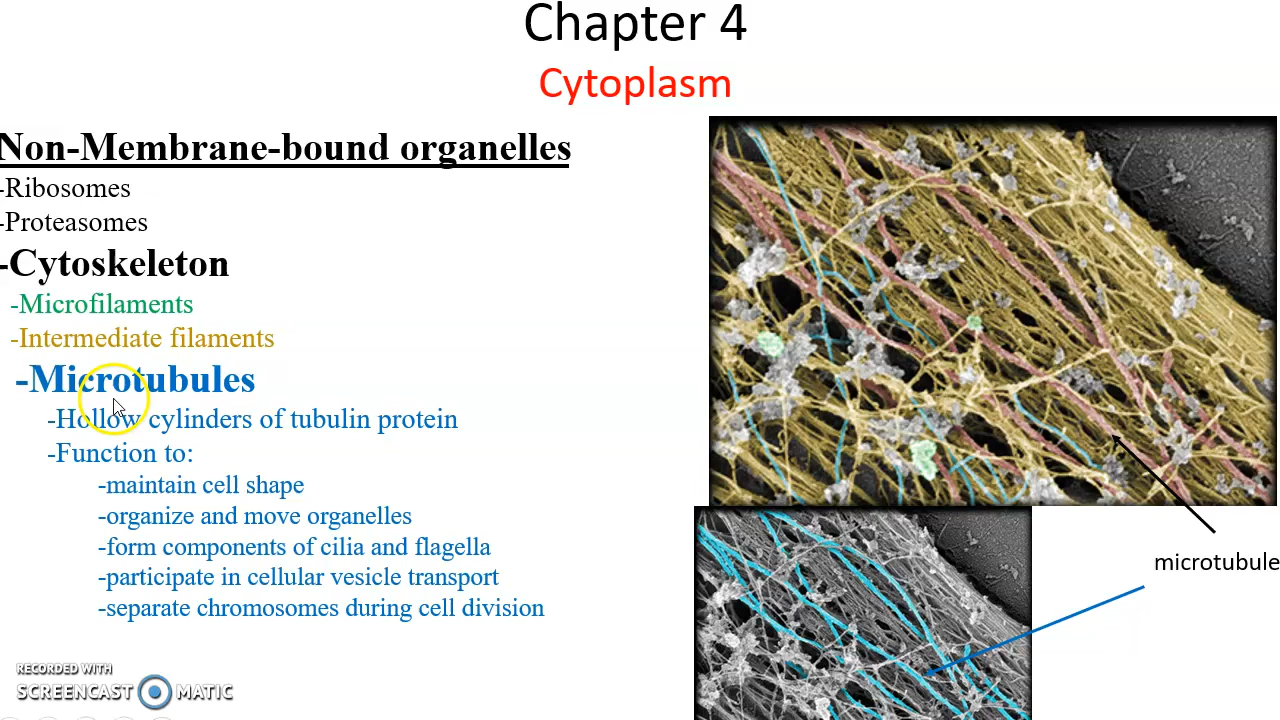 Chapter 4
Cytoplasm
Non-Membrane-bound organelles
-Ribosomes
-Proteasomes
-Cytoskeleton
-Microfilaments
-Intermediate filaments
-Microtubules
-Hollow cylinders of tubulin protein
-Function to:
-maintain cell shape
-organize and move organelles
-form components of cilia and flagella
-participate in cellular vesicle transport
-separate chromosomes during cell division
microtubule
RECORDED WITH
SCREENCAST MATIC